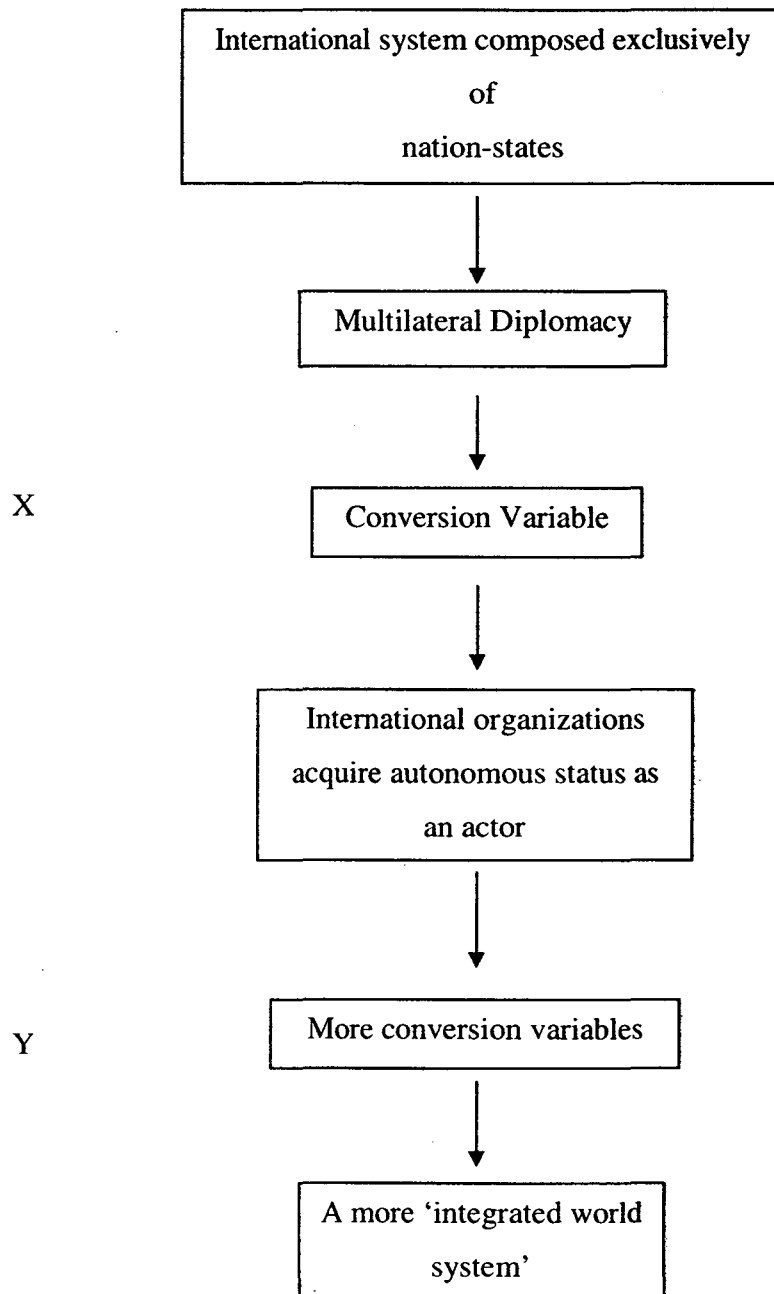 International system composed exclusively
of
nation-states
Multilateral Diplomacy
X
Conversion Variable
International organizations
acquire autonomous status as
an actor
More conversion variables
Y
A more ‘integrated world
system’